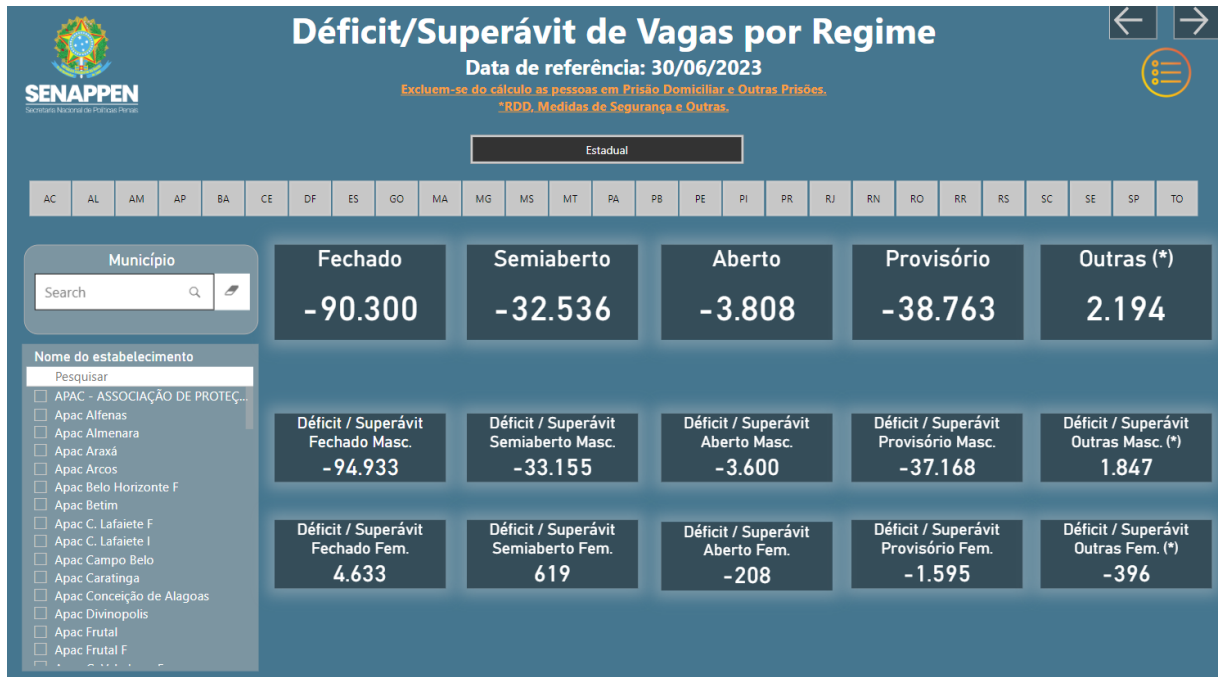 Déficit/Superávit de Vagas por Regime
Data de referência: 30/06/2023
Excluem-se do cálculo as pessoas em Prisão Domiciliar e Outras Prisões.
*RDD, Medidas de Segurança e Outras.
SENAPPEN
Secretaria Nacional de Políticas Penais
Estadual
AC AL AM AP BA CE DF ES GO MA MG MS MT PA PB PE PI PR RJ RN RO RR RS SC SE SP TO
Município
Search
Nome do estabelecimento
Pesquisar
APAC - ASSOCIAÇÃO DE PROTEÇ...
Apac Alfenas
Apac Almenara
Apac Araxá
Apac Arcos
Apac Belo Horizonte F
Apac Betim
Apac C. Lafaiete F
Apac C. Lafaiete I
Apac Campo Belo
Apac Caratinga
Apac Conceição de Alagoas
Apac Divinopolis
Apac Frutal
Apac Frutal F
Fechado
-90.300
Semiaberto
-32.536
Aberto
-3.808
Provisório
-38.763
Outras (*)
2.194
Déficit / Superávit
Fechado Masc.
-94.933
Déficit / Superávit
Semiaberto Masc.
-33.155
Déficit / Superávit
Aberto Masc.
-3.600
Déficit / Superávit
Provisório Masc.
-37.168
Déficit / Superávit
Outras Masc. (*)
1.847
Déficit / Superávit
Fechado Fem.
4.633
Déficit / Superávit
Semiaberto Fem.
619
Déficit / Superávit
Aberto Fem.
-208
Déficit / Superávit
Provisório Fem.
-1.595
Déficit / Superávit
Outras Fem. (*)
-396